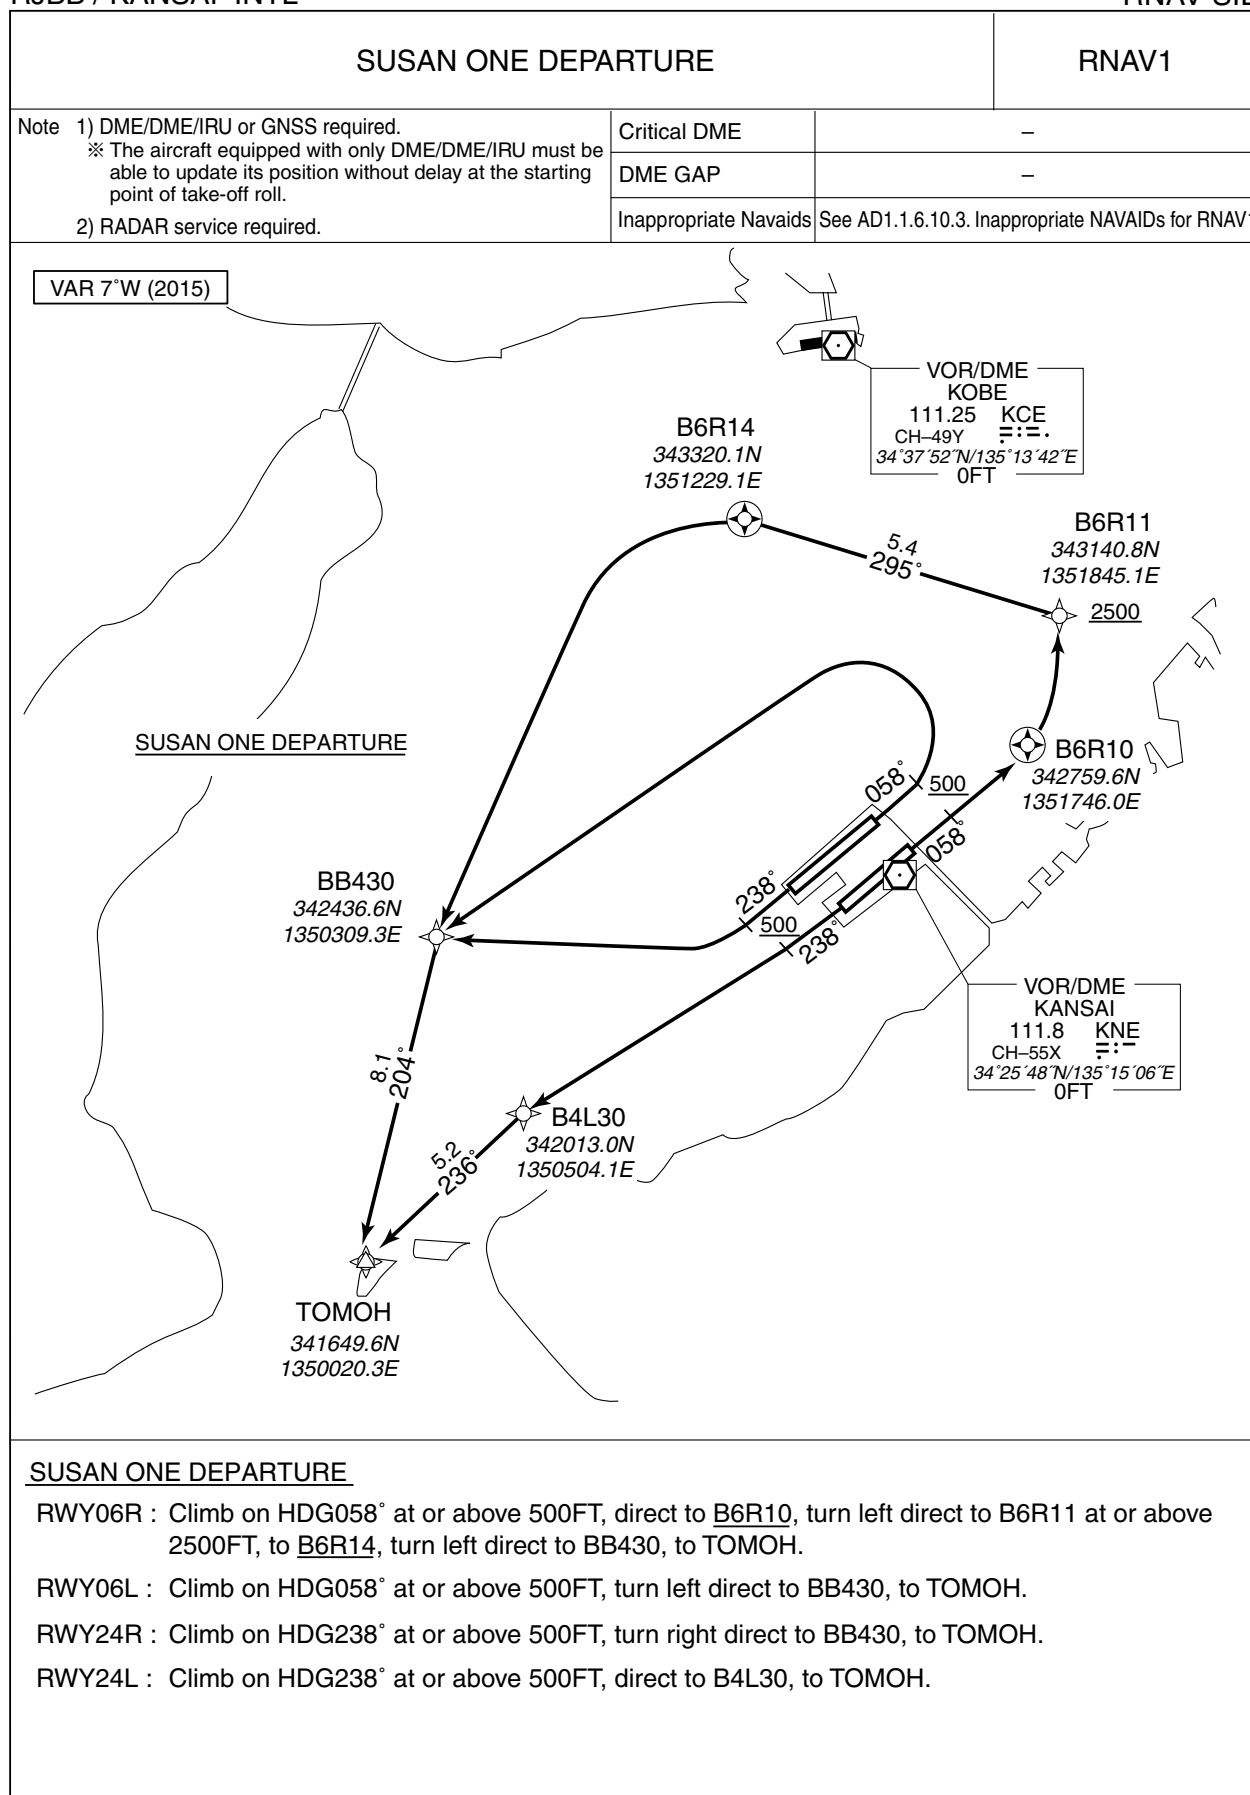 RJBB / KANSAI INTL
RNAV SID
SUSAN ONE DEPARTURE
RNAV1
Note 1) DME/DME/IRU or GNSS required.
※ The aircraft equipped with only DME/DME/IRU must be
able to update its position without delay at the starting
point of take-off roll.
2) RADAR service required.
Critical DME
–
DME GAP
–
Inappropriate Navaids
See AD1.1.6.10.3. Inappropriate NAVAIDs for RNAV1
VAR 7˚W (2015)
VOR/DME
KOBE
111.25 KCE
CH–49Y
34˚37´52˝N/135˚13´42˝E
0FT
B6R14
343320.1N
1351229.1E
5.4
295˚
B6R11
343140.8N
1351845.1E
2500
SUSAN ONE DEPARTURE
B6R10
342759.6N
1351746.0E
058˚
500
058˚
BB430
342436.6N
1350309.3E
238˚
500
238˚
VOR/DME
KANSAI
111.8 KNE
CH–55X
34˚25´48˝N/135˚15´06˝E
0FT
8.1
204˚
B4L30
342013.0N
1350504.1E
5.2
236˚
TOMOH
341649.6N
1350020.3E
SUSAN ONE DEPARTURE
RWY06R : Climb on HDG058˚ at or above 500FT, direct to B6R10, turn left direct to B6R11 at or above
2500FT, to B6R14, turn left direct to BB430, to TOMOH.
RWY06L : Climb on HDG058˚ at or above 500FT, turn left direct to BB430, to TOMOH.
RWY24R : Climb on HDG238˚ at or above 500FT, turn right direct to BB430, to TOMOH.
RWY24L : Climb on HDG238˚ at or above 500FT, direct to B4L30, to TOMOH.